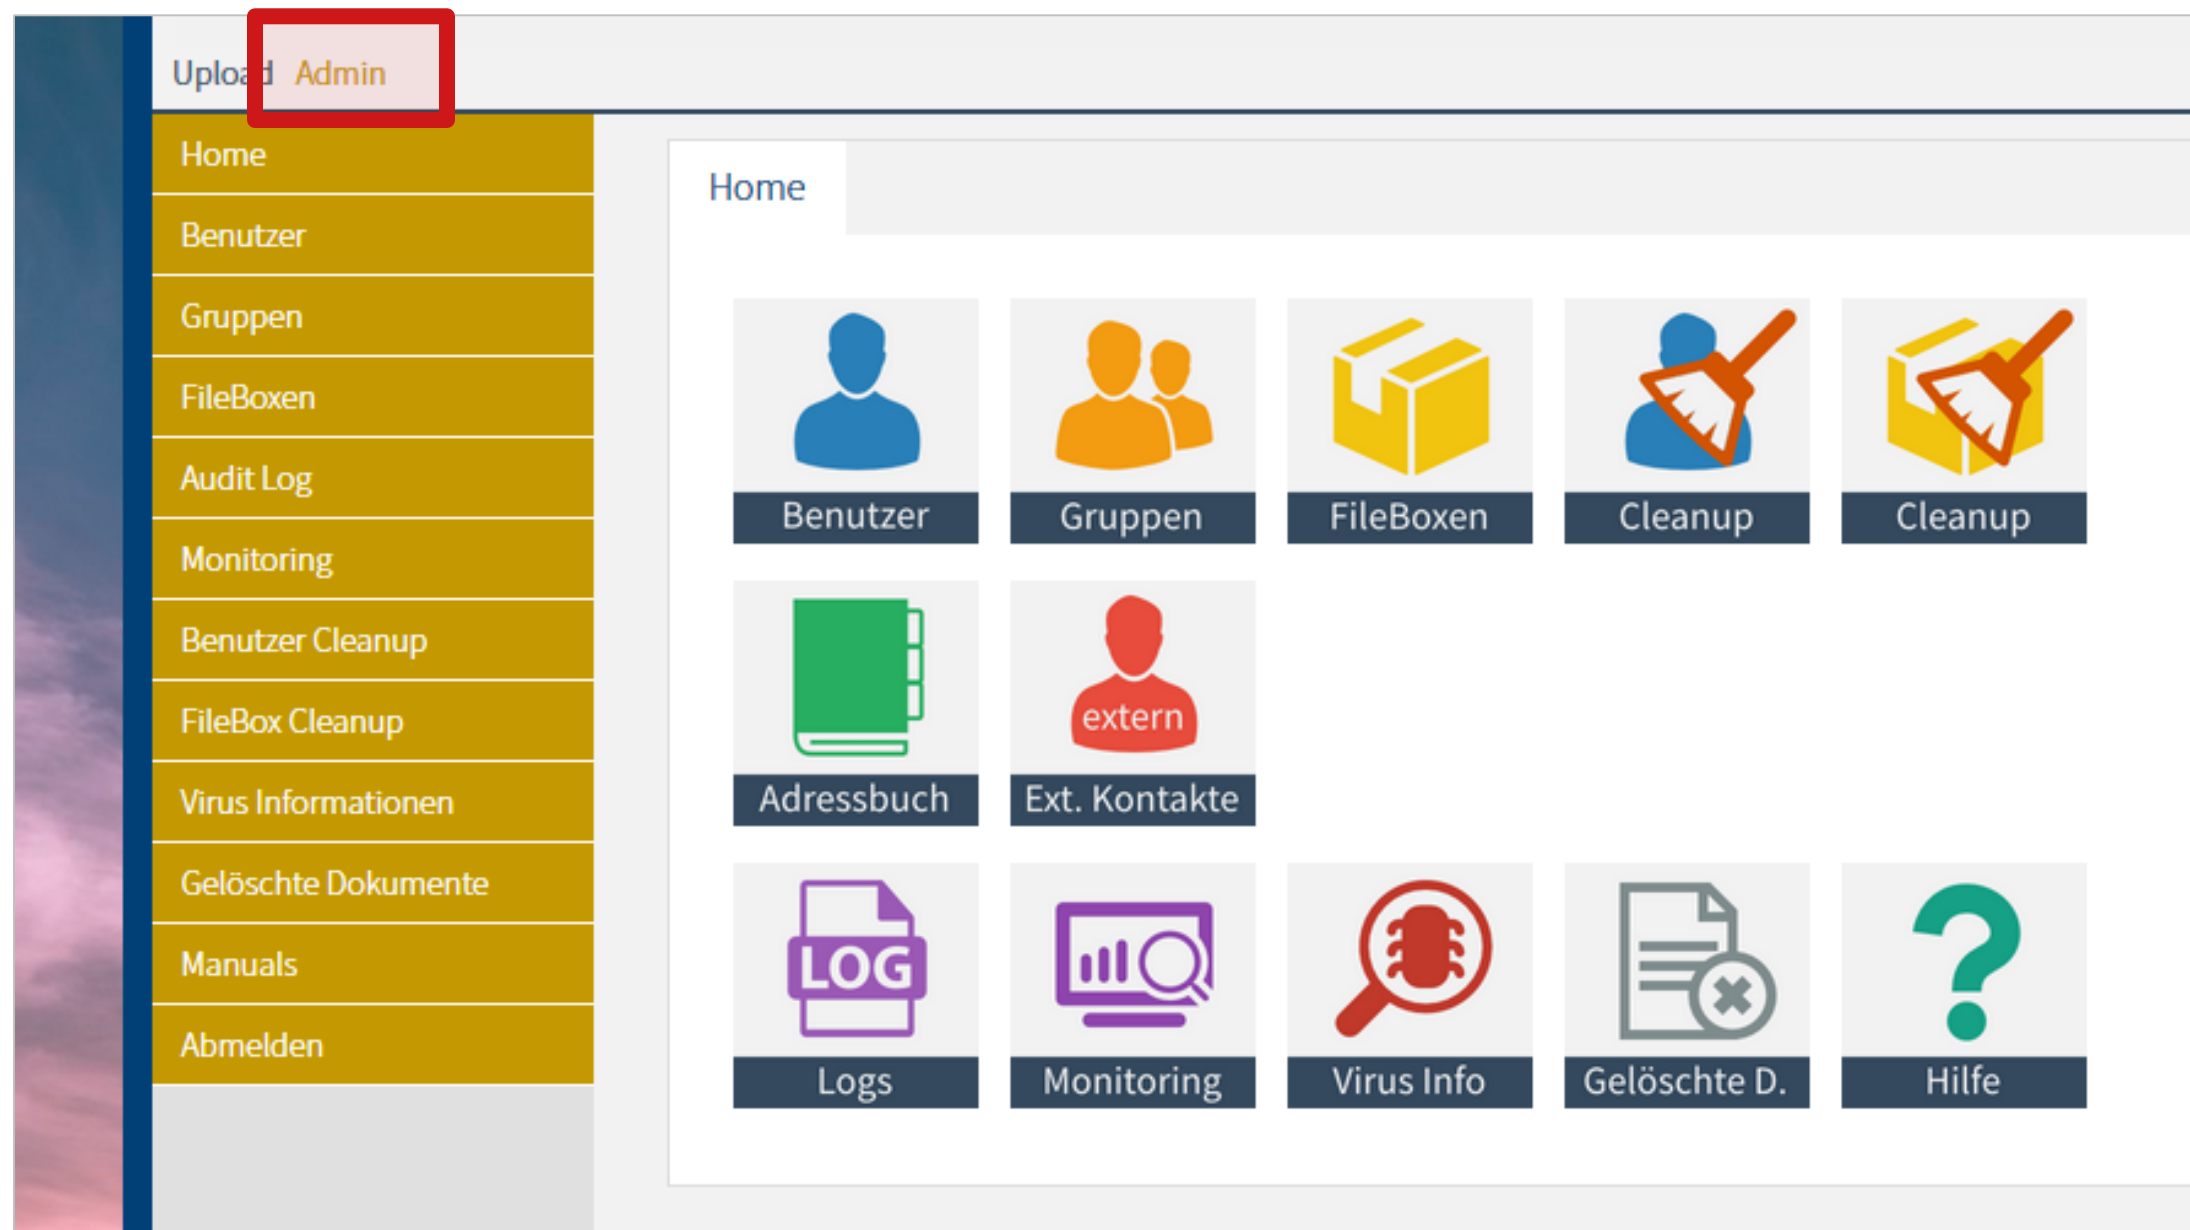 Upload Admin
Home
Benutzer
Gruppen
FileBoxen
Audit Log
Monitoring
Benutzer Cleanup
FileBox Cleanup
Virus Informationen
Gelöschte Dokumente
Manuals
Abmelden
Home
Benutzer
Gruppen
FileBoxen
Cleanup
Cleanup
extern
Adressbuch
Ext. Kontakte
LOG
Logs
Monitoring
Virus Info
Gelöschte D.
Hilfe